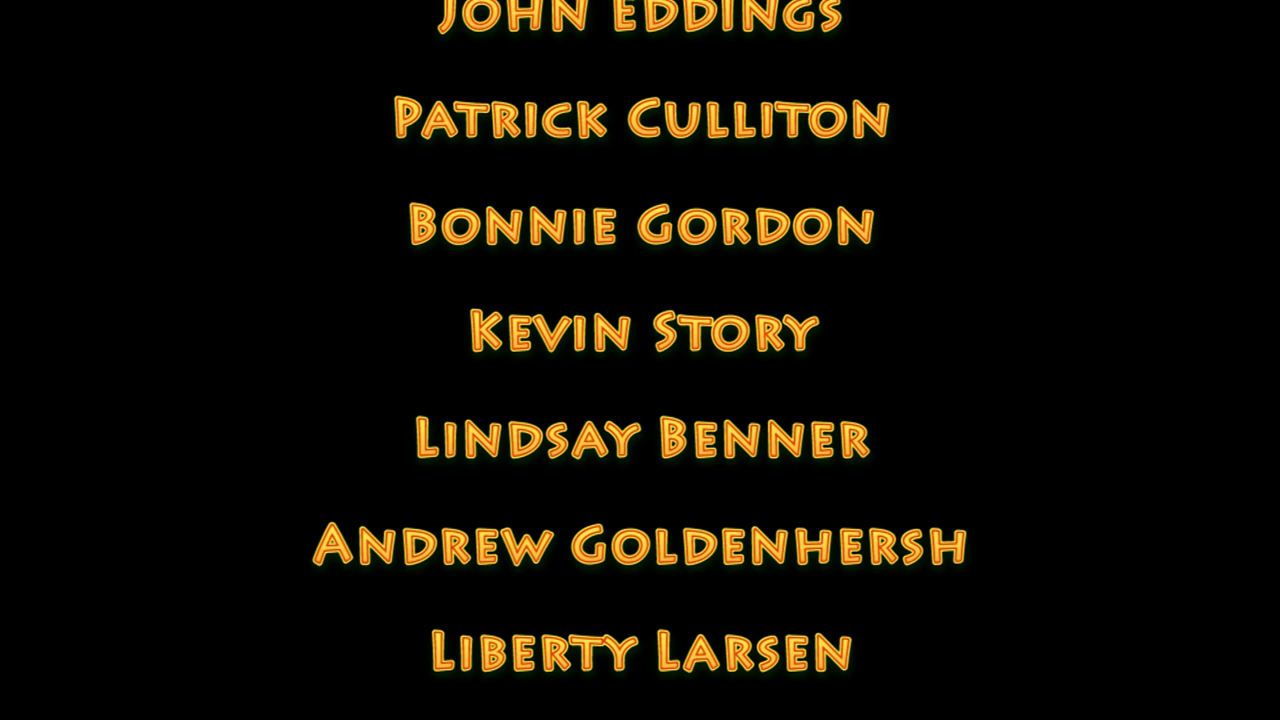 JOHN EDDINGS
PATRICK CULLITON
BONNIE GORDON
KEVIN STORY
LINDSAY BENNER
ANDREW GOLDENHERSH
LIBERTY LARSEN